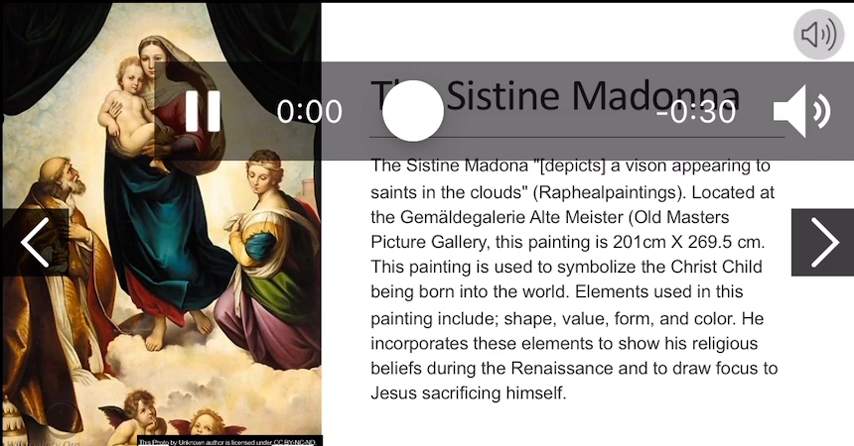 The Sistine Madonna
0:00
-0:30
The Sistine Madona "[depicts] a vison appearing to
saints in the clouds" (Raphealpaintings). Located at
the Gemäldegalerie Alte Meister (Old Masters
Picture Gallery, this painting is 201cm X 269.5 cm.
This painting is used to symbolize the Christ Child
being born into the world. Elements used in this
painting include; shape, value, form, and color. He
incorporates these elements to show his religious
beliefs during the Renaissance and to draw focus to
Jesus sacrificing himself.
This Photo by Unknown author is licensed under CC BY-NC-ND.